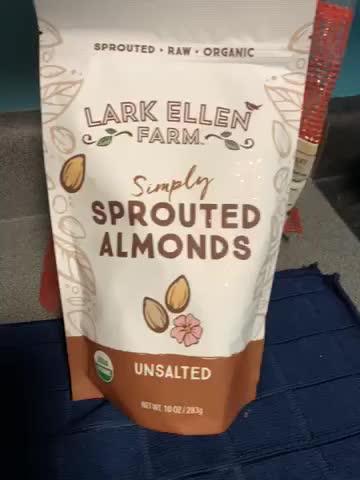 SPROUTED • RAW • ORGANIC
LARK ELLEN
FARM
Simply
SPROUTED
ALMONDS
UNSALTED
NET WT. 10 OZ / 283g